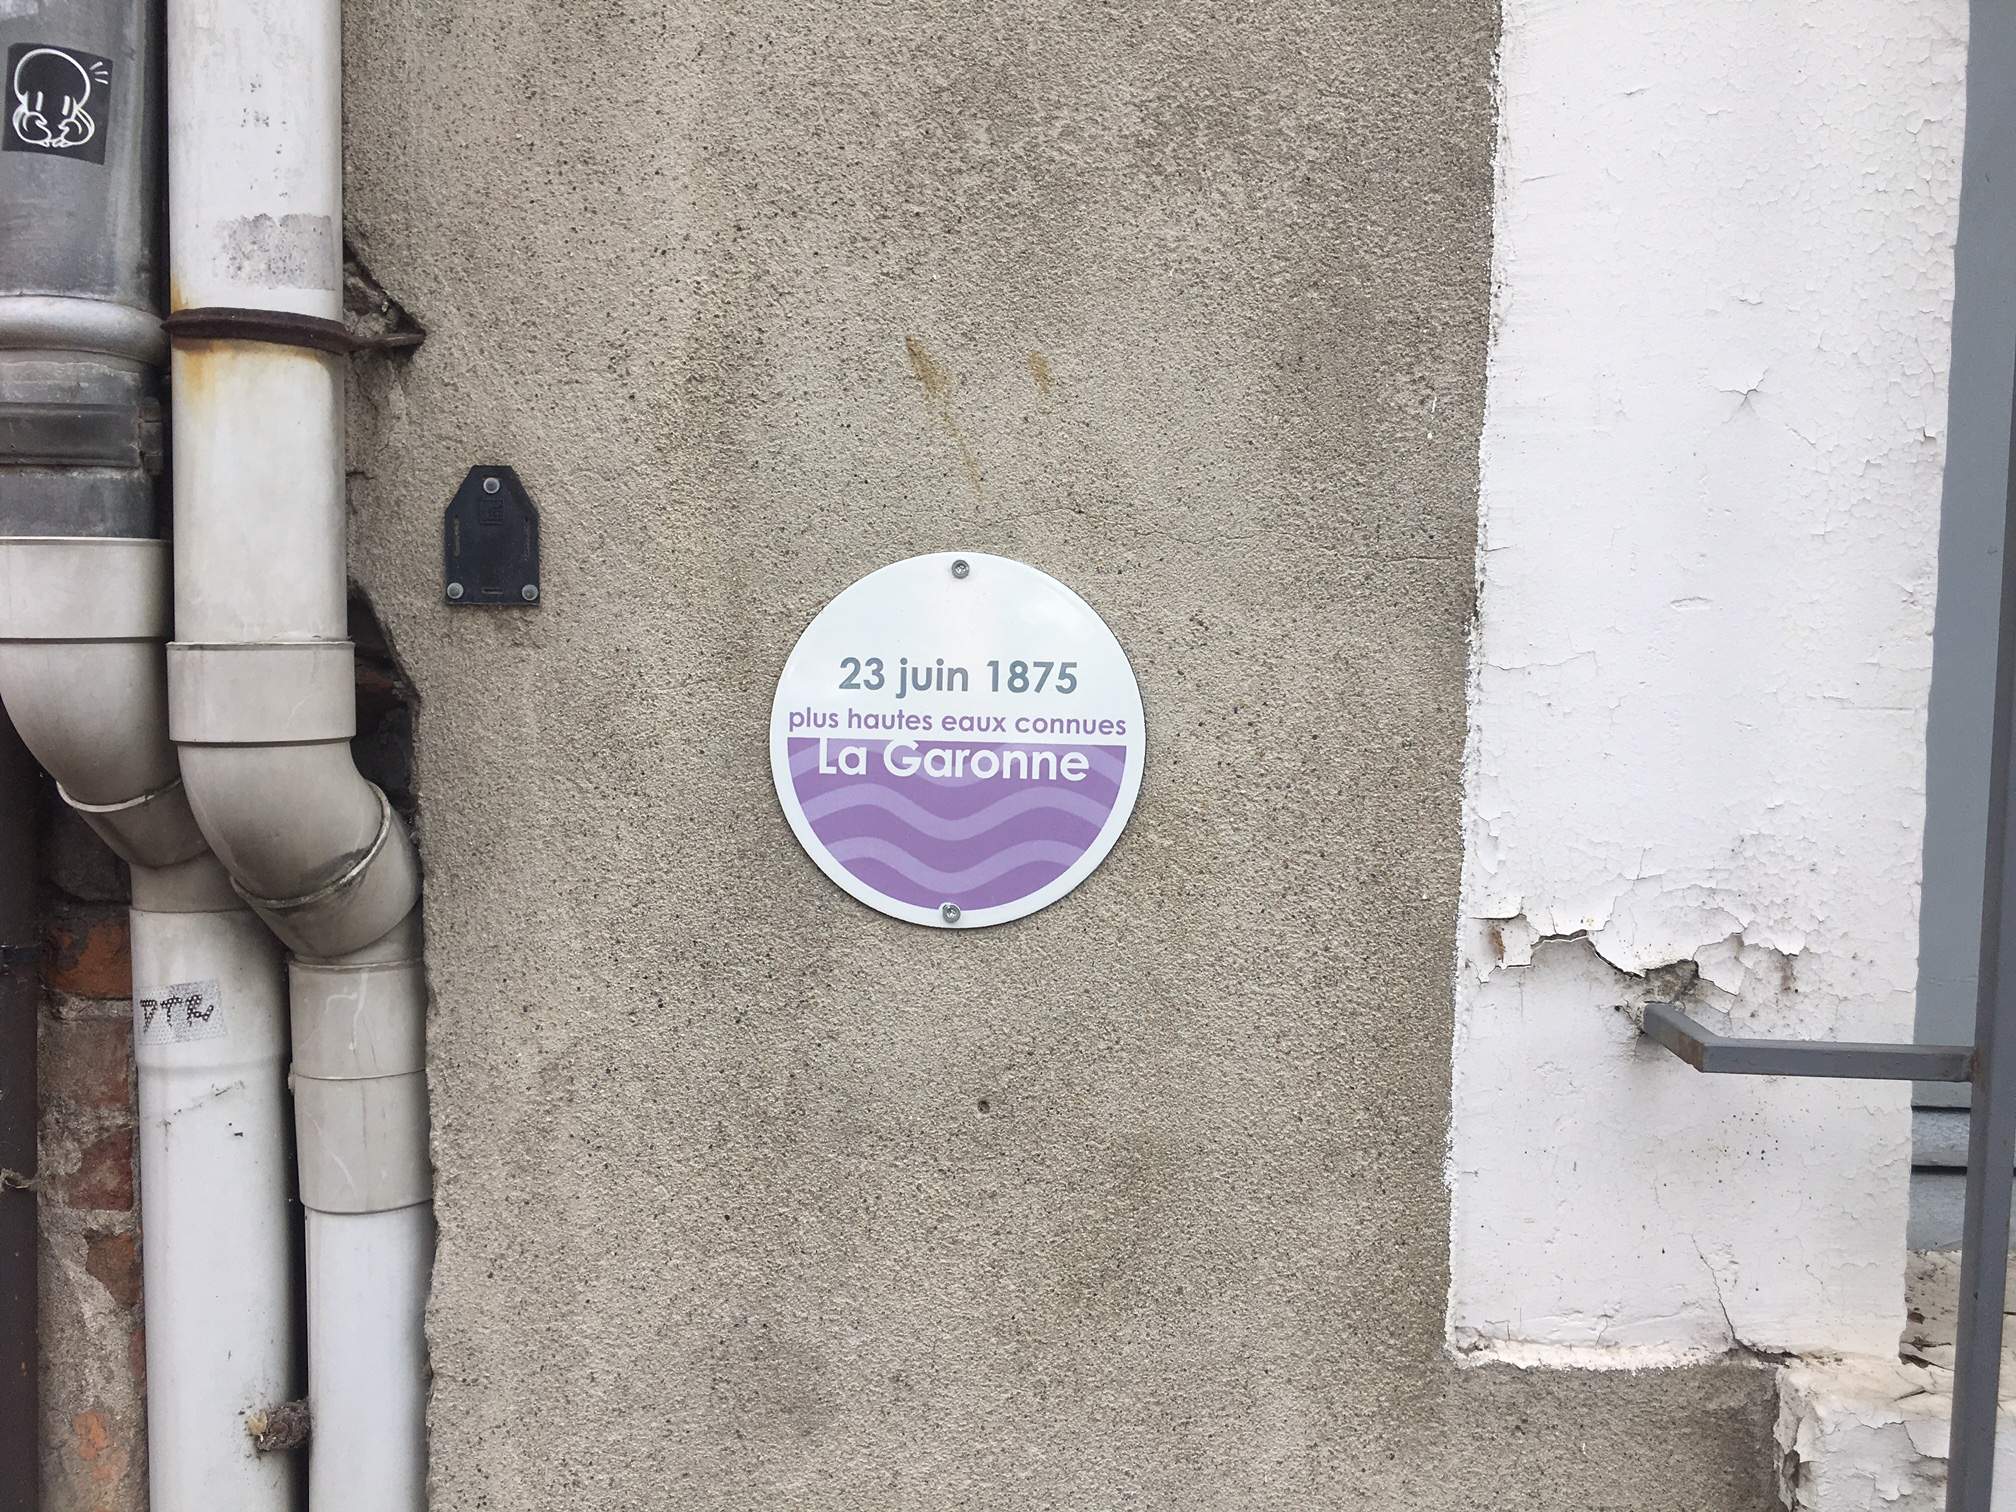 23 juin 1875
plus hautes eaux connues
La Garonne